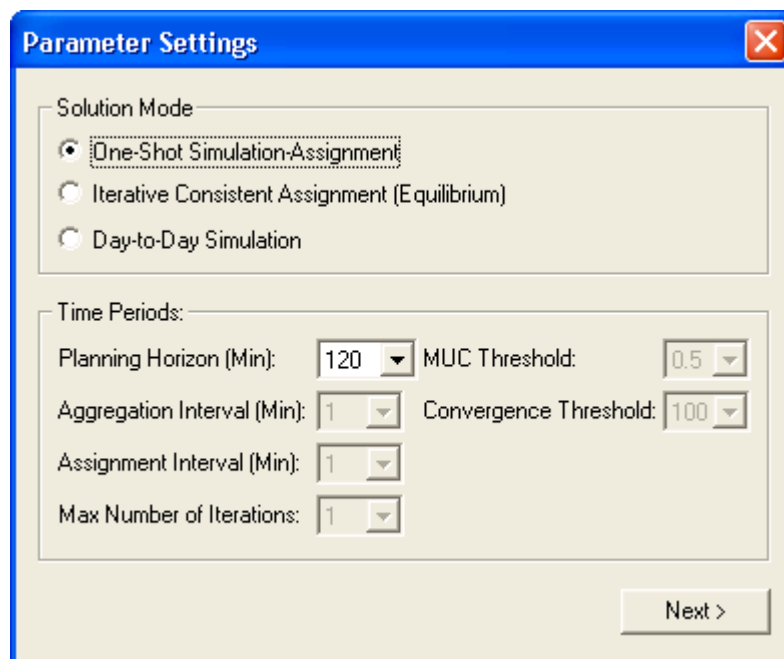 Parameter Settings
Solution Mode
One-Shot Simulation-Assignment
Iterative Consistent Assignment (Equilibrium)
Day-to-Day Simulation
Time Periods:
Planning Horizon (Min): 120 MUC Threshold: 0.5
Aggregation Interval (Min): 1 Convergence Threshold: 100
Assignment Interval (Min): 1
Max Number of Iterations: 1
Next >